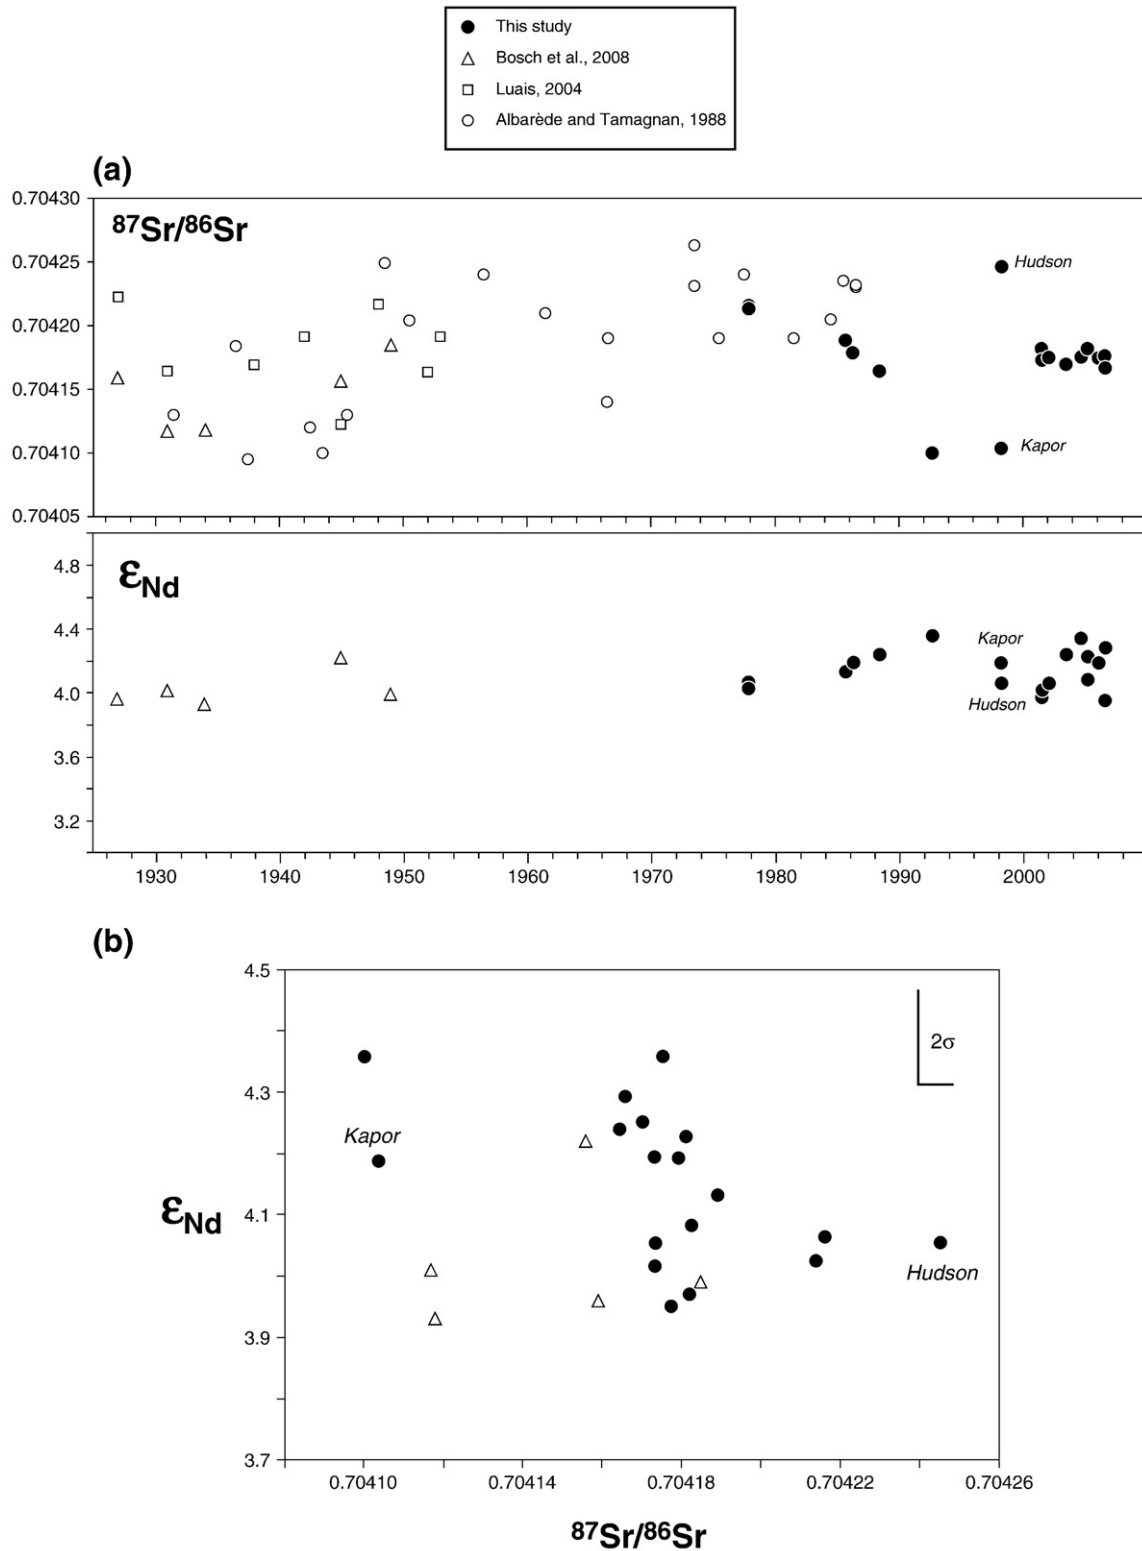 This study
Bosch et al., 2008
Luais, 2004
Albarède and Tamagnan, 1988
(a)
0.70430
0.70425
0.70420
0.70415
0.70410
0.70405
87Sr/86Sr
Hudson
Kapor
4.8
4.4
4.0
3.6
3.2
εNd
Kapor
Hudson
1930 1940 1950 1960 1970 1980 1990 2000
(b)
4.5
4.3
4.1
3.9
3.7
εNd
2σ
Kapor
Hudson
0.70410 0.70414 0.70418 0.70422 0.70426
87Sr/86Sr